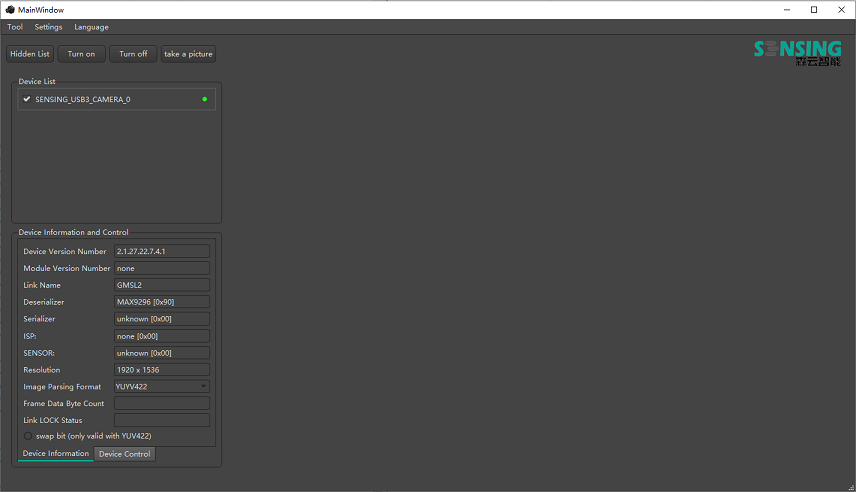 MainWindow
Tool Settings Language
Hidden List Turn on Turn off take a picture
SENSING
森云智能
Device List
SENSING_USB3_CAMERA_0
Device Information and Control
Device Version Number 2.1.27.22.7.4.1
Module Version Number none
Link Name GMSL2
Deserializer MAX9296 [0x90]
Serializer unknown [0x00]
ISP: none [0x00]
SENSOR: unknown [0x00]
Resolution 1920 x 1536
Image Parsing Format YUYV422
Frame Data Byte Count
Link LOCK Status
swap bit (only valid with YUV422)
Device Information Device Control